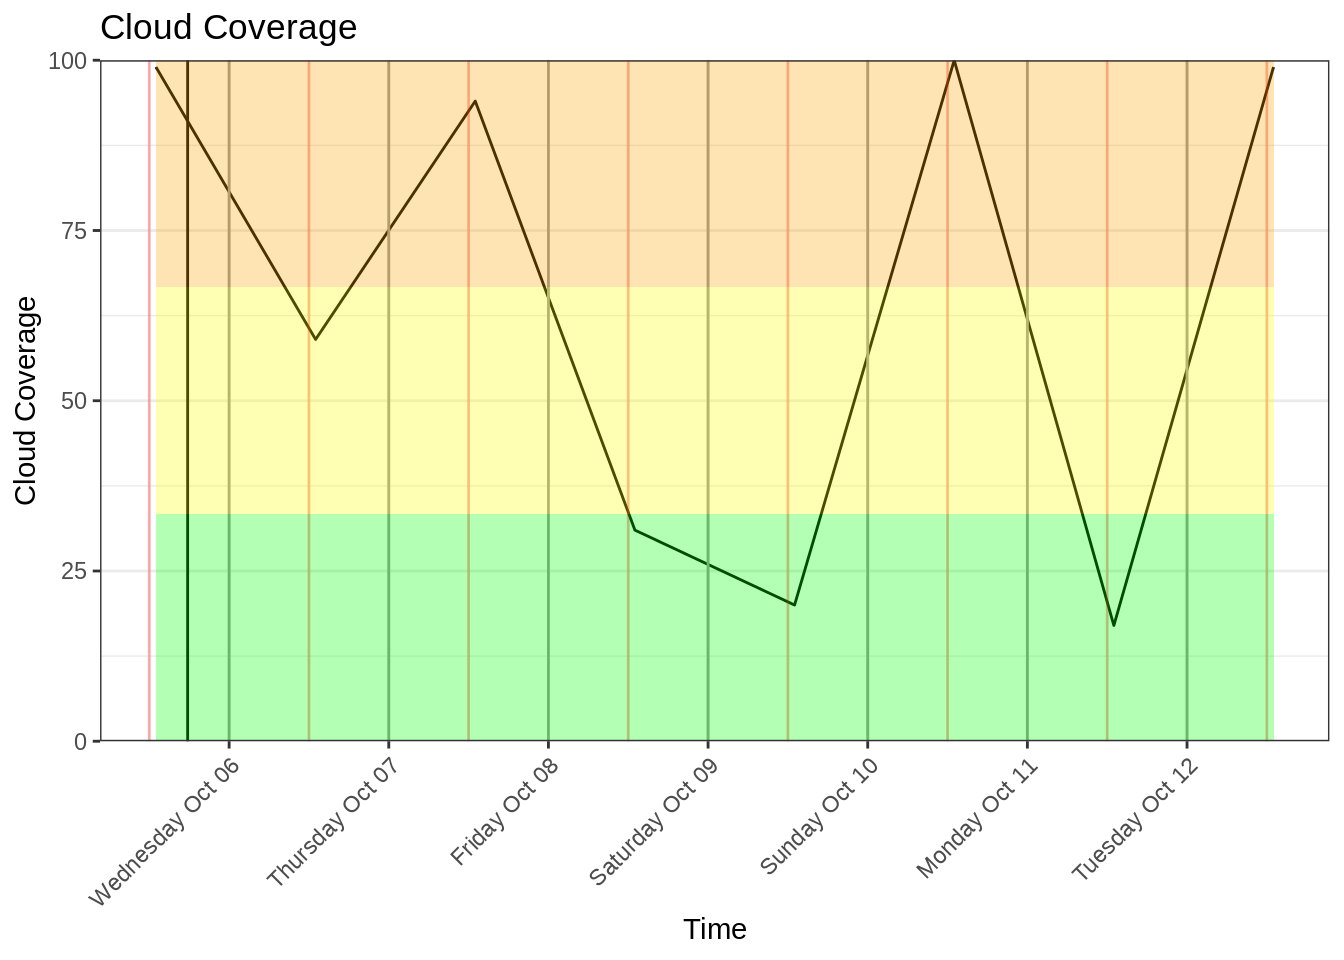 Cloud Coverage
100
75
50
25
0
Cloud Coverage
Wednesday Oct 06
Thursday Oct 07
Friday Oct 08
Saturday Oct 09
Sunday Oct 10
Monday Oct 11
Tuesday Oct 12
Time